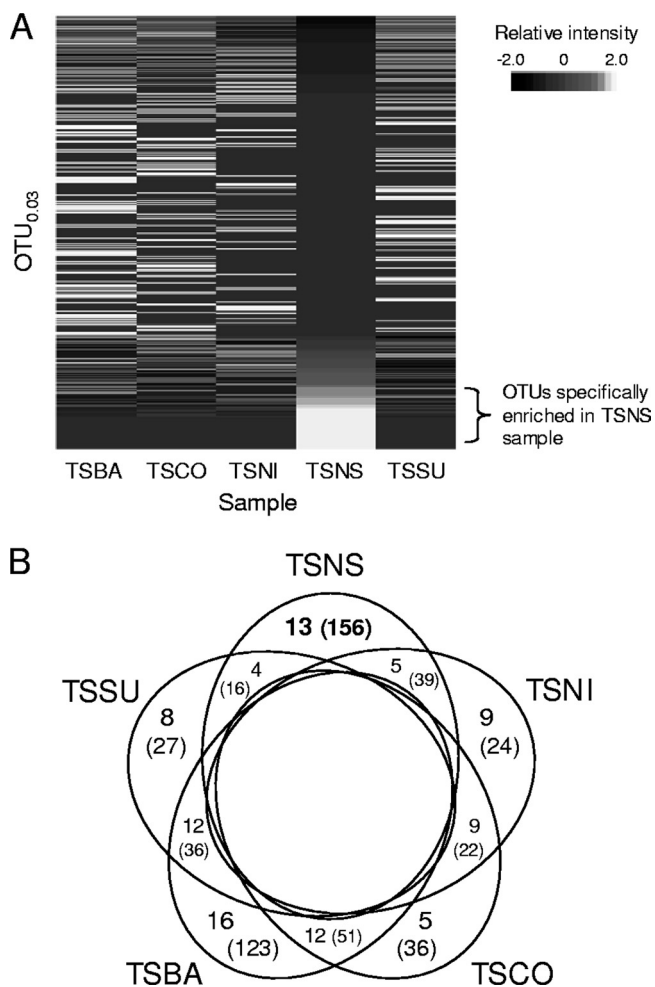 A
Relative intensity
-2.0 0 2.0
OTU0.03
OTUs specifically
enriched in TSNS
sample
TSBA TSCO TSNI TSNS TSSU
Sample
B
TSNS
13 (156)
4
(16)
5
(39)
TSSU
TSNI
8
(27)
9
(24)
12
(36)
9
(22)
16
(123)
12 (51)
5
(36)
TSBA
TSCO